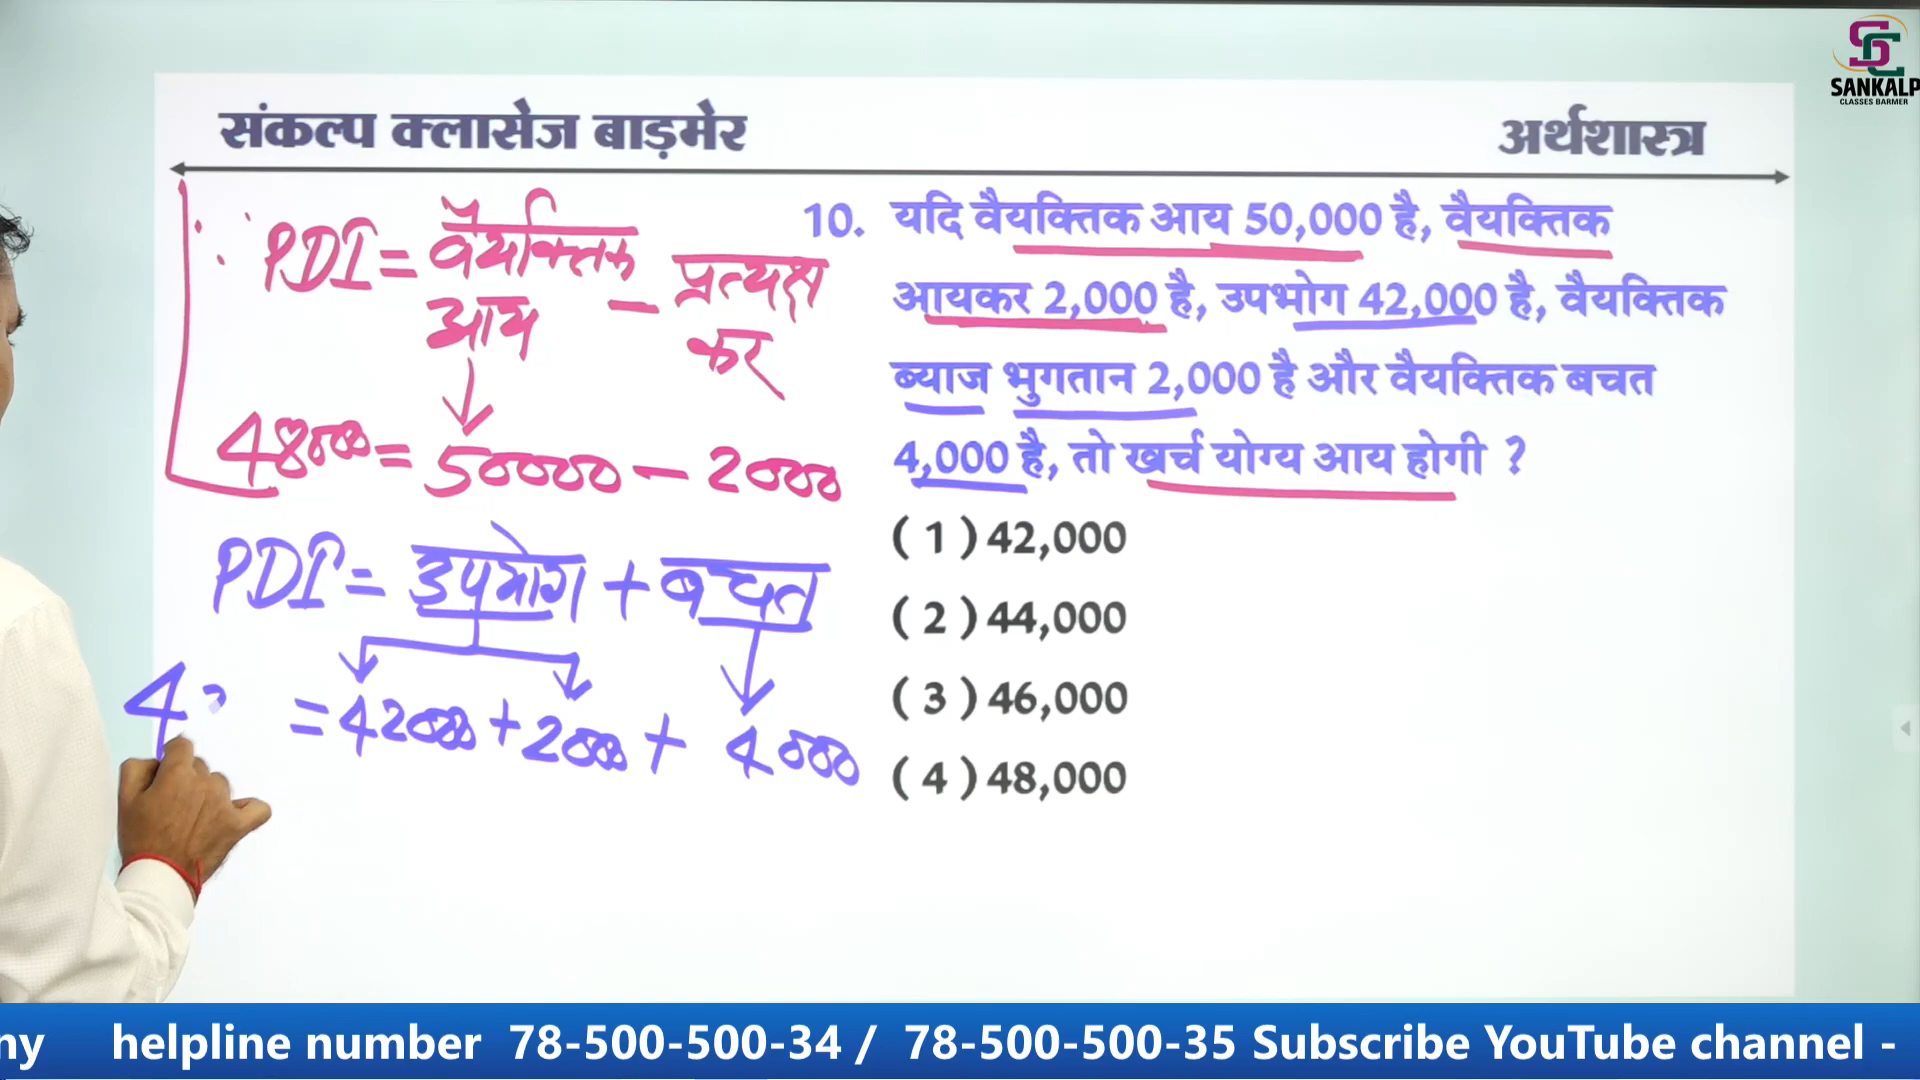 SC
SANKALP
CLASSES BARMER
संकल्प क्लासेज बाड़मेर
अर्थशास्त्र
∵ PDI = वैयक्तिक आय - प्रत्यक्ष कर
48000 = 50000 - 2000
PDI = उपभोग + बचत
4
= 42000 + 2000 + 4000
10. यदि वैयक्तिक आय 50,000 है, वैयक्तिक
आयकर 2,000 है, उपभोग 42,000 है, वैयक्तिक
ब्याज भुगतान 2,000 है और वैयक्तिक बचत
4,000 है, तो खर्च योग्य आय होगी ?
( 1 ) 42,000
( 2 ) 44,000
( 3 ) 46,000
( 4 ) 48,000
ny helpline number 78-500-500-34 / 78-500-500-35 Subscribe YouTube channel -